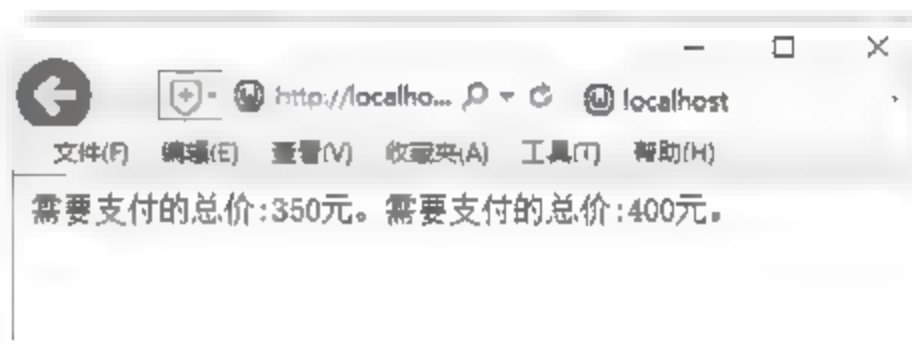 http://localho... localhost
文件(F) 编辑(E) 查看(V) 收藏夹(A) 工具(T) 帮助(H)
需要支付的总价:350元。需要支付的总价:400元。